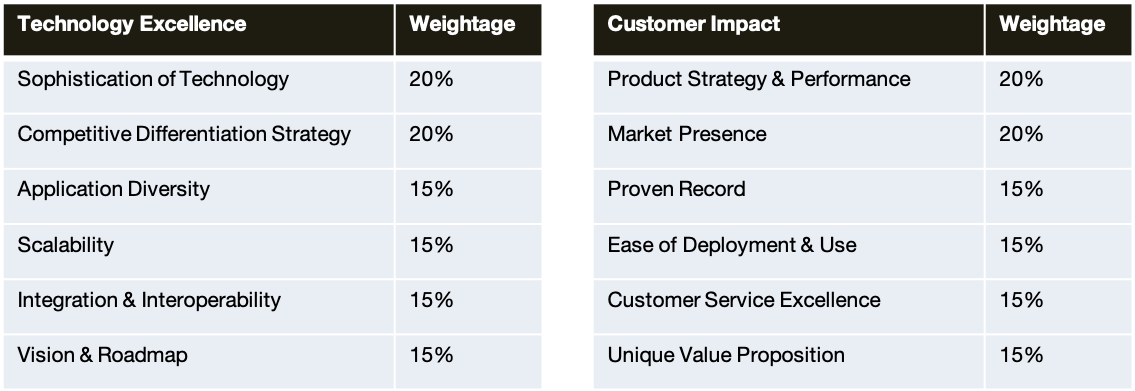 Technology Excellence Weightage
Sophistication of Technology 20%
Competitive Differentiation Strategy 20%
Application Diversity 15%
Scalability 15%
Integration & Interoperability 15%
Vision & Roadmap 15%
Customer Impact Weightage
Product Strategy & Performance 20%
Market Presence 20%
Proven Record 15%
Ease of Deployment & Use 15%
Customer Service Excellence 15%
Unique Value Proposition 15%